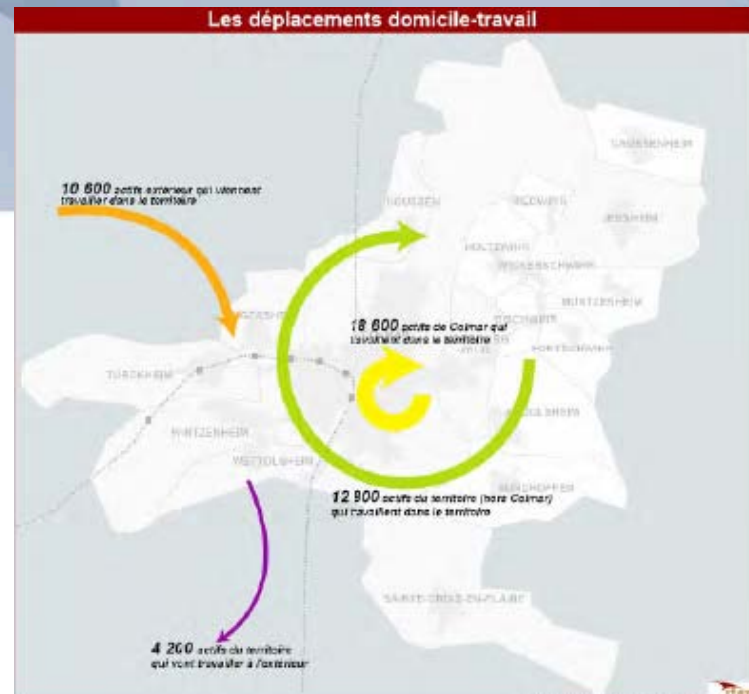 Les déplacements domicile-travail
GRUSSENHEIM
10 600 actifs extérieur qui viennent
travailler dans le territoire
HOUSSEN
JEBSHEIM
HOLTZWIHR
WICKERSCHWIHR
MUNTZENHEIM
BISCHWIHR
18 600 actifs de Colmar qui
travaillent dans le territoire
FORTSCHWIHR
TURCKHEIM
WINTZENHEIM
WETTOLSHEIM
12 900 actifs du territoire (hors Colmar)
qui travaillent dans le territoire
SAINTE-CROIX-EN-PLAINE
4 200 actifs du territoire
qui vont travailler à l'extérieur